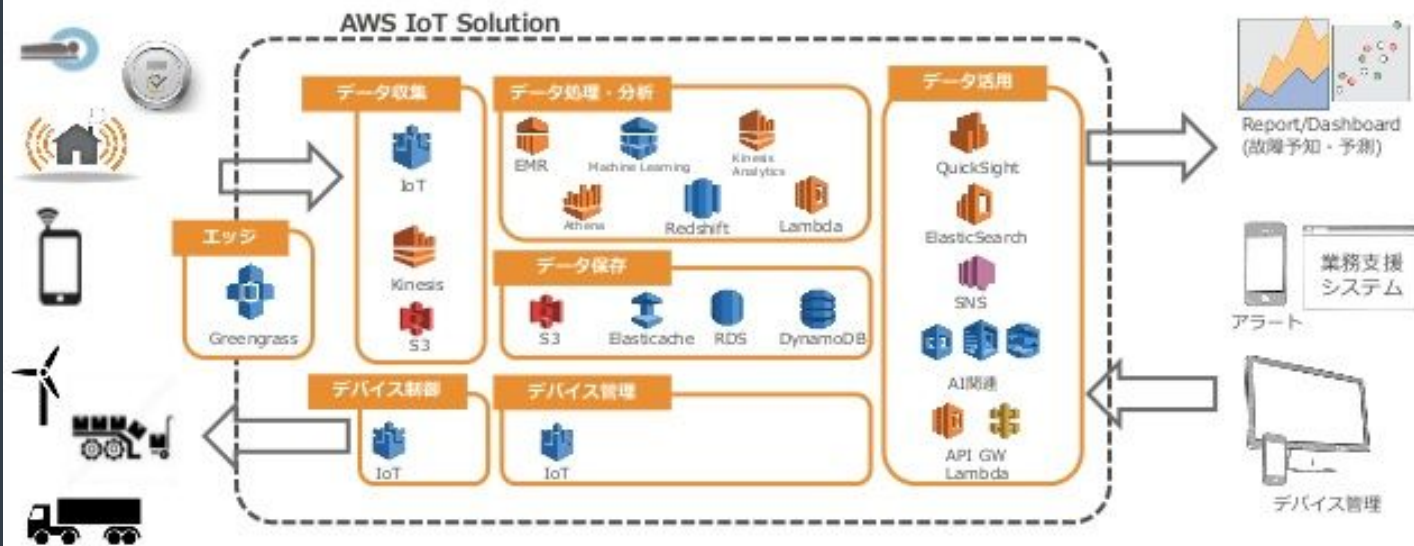 AWS IoT Solution
データ収集
IoT
Kinesis
S3
データ処理・分析
EMR
Machine Learning
Kinesis
Analytics
Athena
Redshift
Lambda
データ活用
QuickSight
ElasticSearch
SNS
AI関連
API GW
Lambda
エッジ
Greengrass
データ保存
S3
Elasticache
RDS
DynamoDB
デバイス制御
IoT
デバイス管理
IoT
Report/Dashboard
(故障予知・予測)
アラート
業務支援
システム
デバイス管理